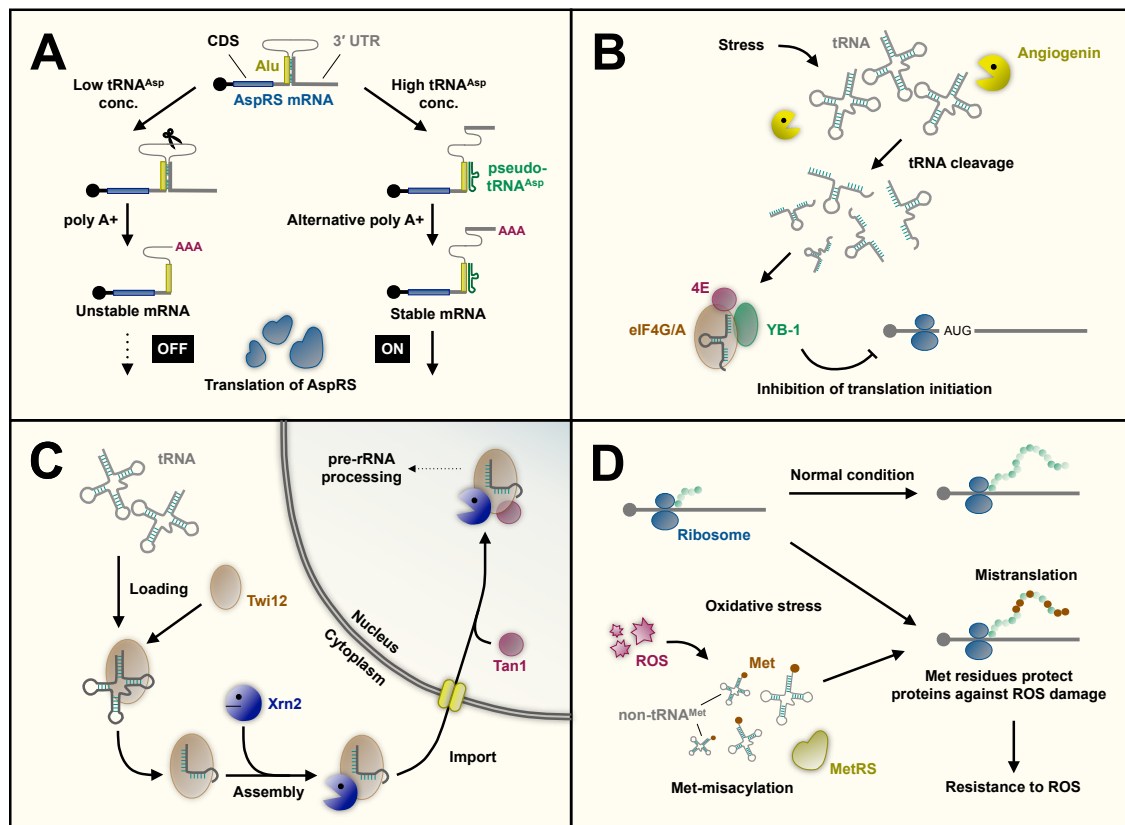 A
CDS
3′ UTR
Alu
Low tRNAAsp
conc.
AspRS mRNA
High tRNAAsp
conc.
pseudo-
tRNAAsp
poly A+
Alternative poly A+
AAA
AAA
Unstable mRNA
Stable mRNA
OFF
ON
Translation of AspRS
B
Stress
tRNA
Angiogenin
tRNA cleavage
4E
eIF4G/A
YB-1
AUG
Inhibition of translation initiation
C
tRNA
pre-rRNA
processing
Loading
Twi12
Nucleus
Cytoplasm
Tan1
Xrn2
Import
Assembly
D
Normal condition
Ribosome
Mistranslation
Oxidative stress
ROS
Met
Met residues protect
proteins against ROS damage
non-tRNAMet
MetRS
Met-misacylation
Resistance to ROS